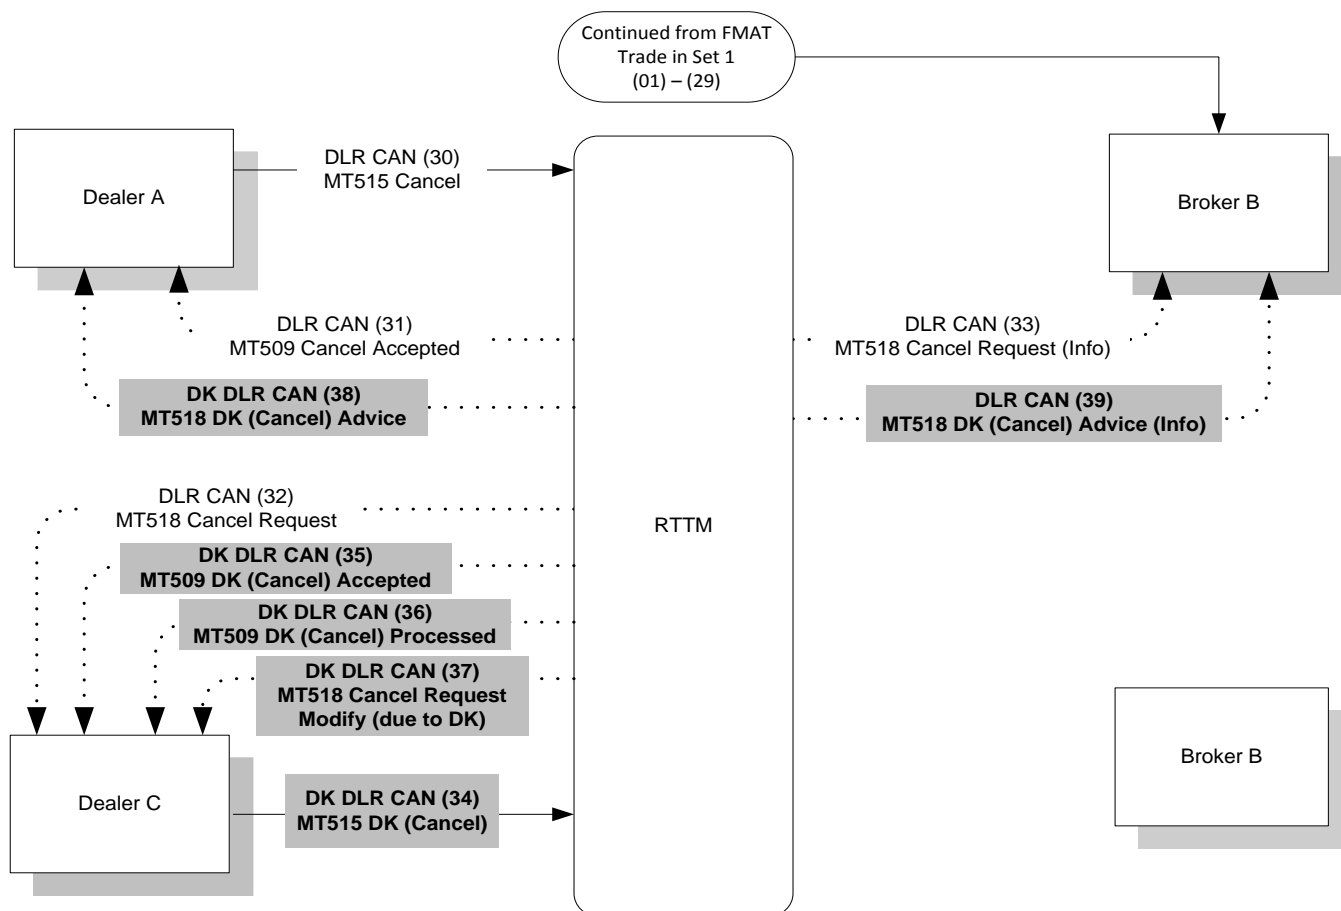 Continued from FMAT
Trade in Set 1
(01) – (29)
Dealer A
DLR CAN (30)
MT515 Cancel
Broker B
DLR CAN (31)
MT509 Cancel Accepted
DLR CAN (33)
MT518 Cancel Request (Info)
DK DLR CAN (38)
MT518 DK (Cancel) Advice
DLR CAN (39)
MT518 DK (Cancel) Advice (Info)
DLR CAN (32)
MT518 Cancel Request
RTTM
DK DLR CAN (35)
MT509 DK (Cancel) Accepted
DK DLR CAN (36)
MT509 DK (Cancel) Processed
DK DLR CAN (37)
MT518 Cancel Request
Modify (due to DK)
Broker B
Dealer C
DK DLR CAN (34)
MT515 DK (Cancel)